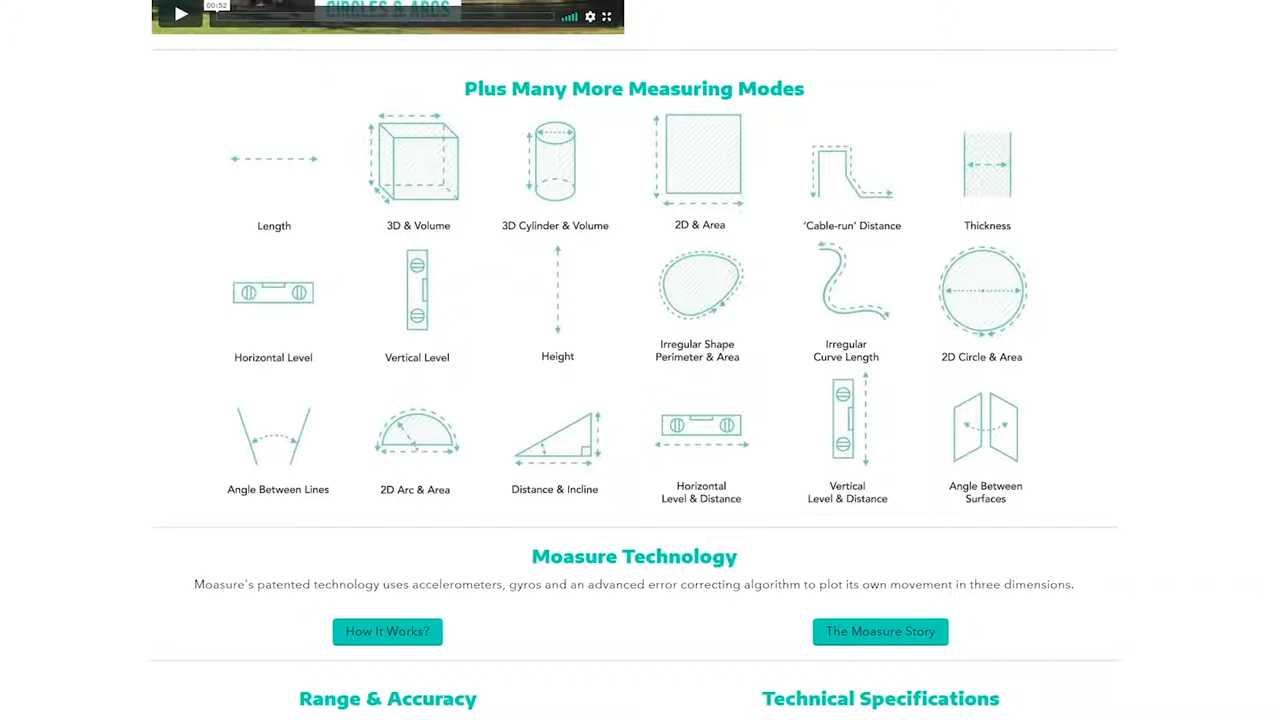 00:52
CIRCLES & ARCS
Plus Many More Measuring Modes
Length
3D & Volume
3D Cylinder & Volume
2D & Area
'Cable-run' Distance
Thickness
Horizontal Level
Vertical Level
Height
Irregular Shape
Perimeter & Area
Irregular
Curve Length
2D Circle & Area
Angle Between Lines
2D Arc & Area
Distance & Incline
Horizontal
Level & Distance
Vertical
Level & Distance
Angle Between
Surfaces
Moasure Technology
Moasure's patented technology uses accelerometers, gyros and an advanced error correcting algorithm to plot its own movement in three dimensions.
How It Works?
The Moasure Story
Range & Accuracy
Technical Specifications